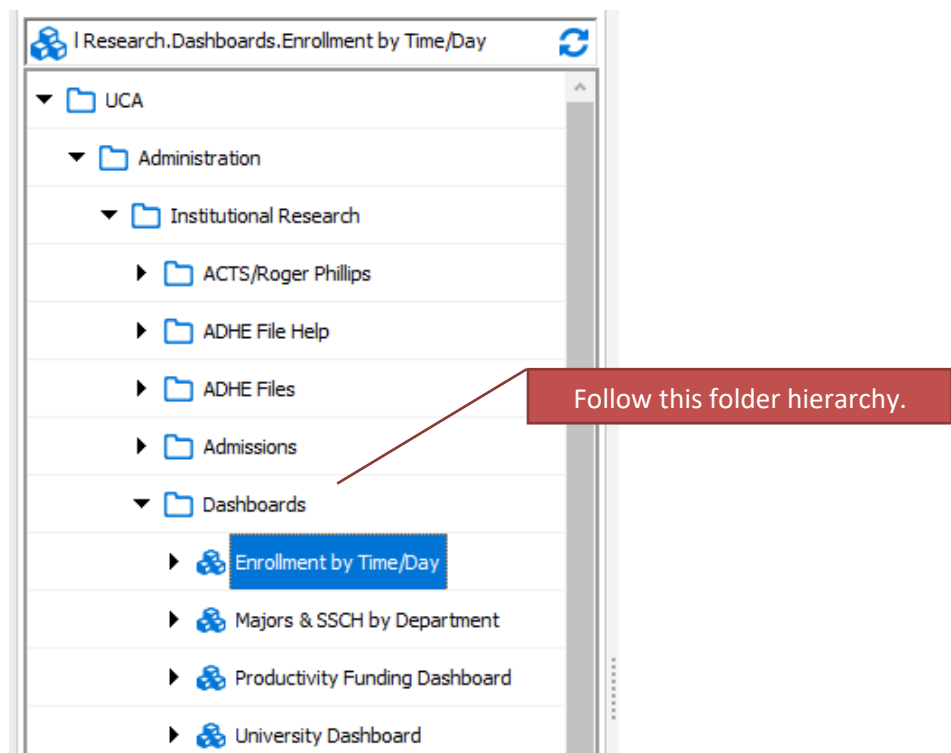 l Research.Dashboards.Enrollment by Time/Day
UCA
Administration
Institutional Research
ACTS/Roger Phillips
ADHE File Help
ADHE Files
Follow this folder hierarchy.
Admissions
Dashboards
Enrollment by Time/Day
Majors & SSCH by Department
Productivity Funding Dashboard
University Dashboard